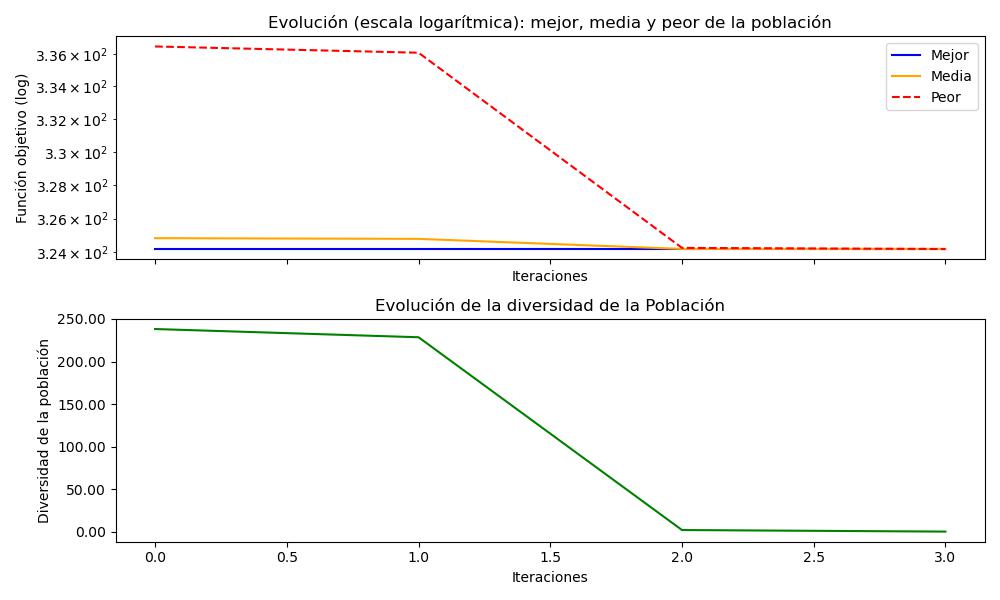 Evolución (escala logarítmica): mejor, media y peor de la población
Función objetivo (log)
3.36 × 10²
3.34 × 10²
3.32 × 10²
3.3 × 10²
3.28 × 10²
3.26 × 10²
3.24 × 10²
Mejor
Media
Peor
Iteraciones
Evolución de la diversidad de la Población
Diversidad de la población
250.00
200.00
150.00
100.00
50.00
0.00
0.0 0.5 1.0 1.5 2.0 2.5 3.0
Iteraciones